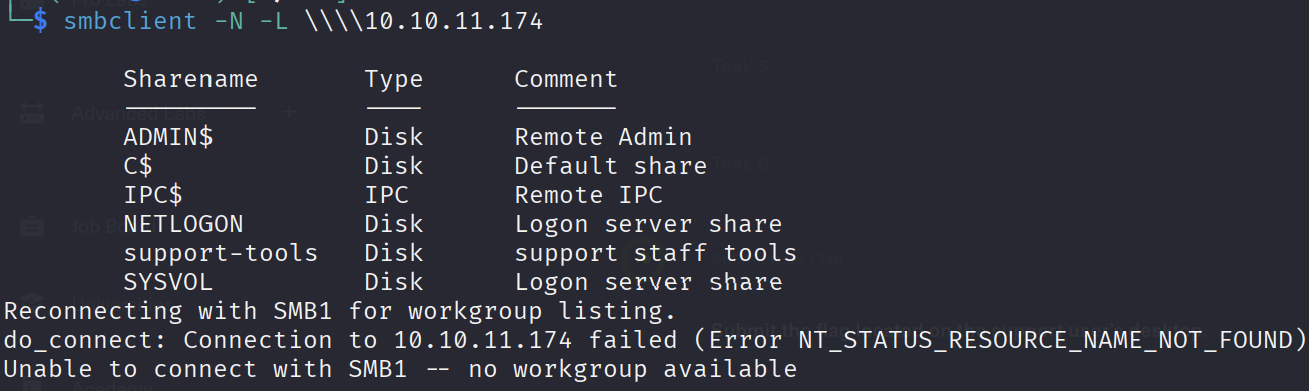 └─$ smbclient -N -L \\\\10.10.11.174
Sharename Type Comment
--------- ---- -------
ADMIN$ Disk Remote Admin
C$ Disk Default share
IPC$ IPC Remote IPC
NETLOGON Disk Logon server share
support-tools Disk support staff tools
SYSVOL Disk Logon server share
Reconnecting with SMB1 for workgroup listing.
do_connect: Connection to 10.10.11.174 failed (Error NT_STATUS_RESOURCE_NAME_NOT_FOUND)
Unable to connect with SMB1 -- no workgroup available